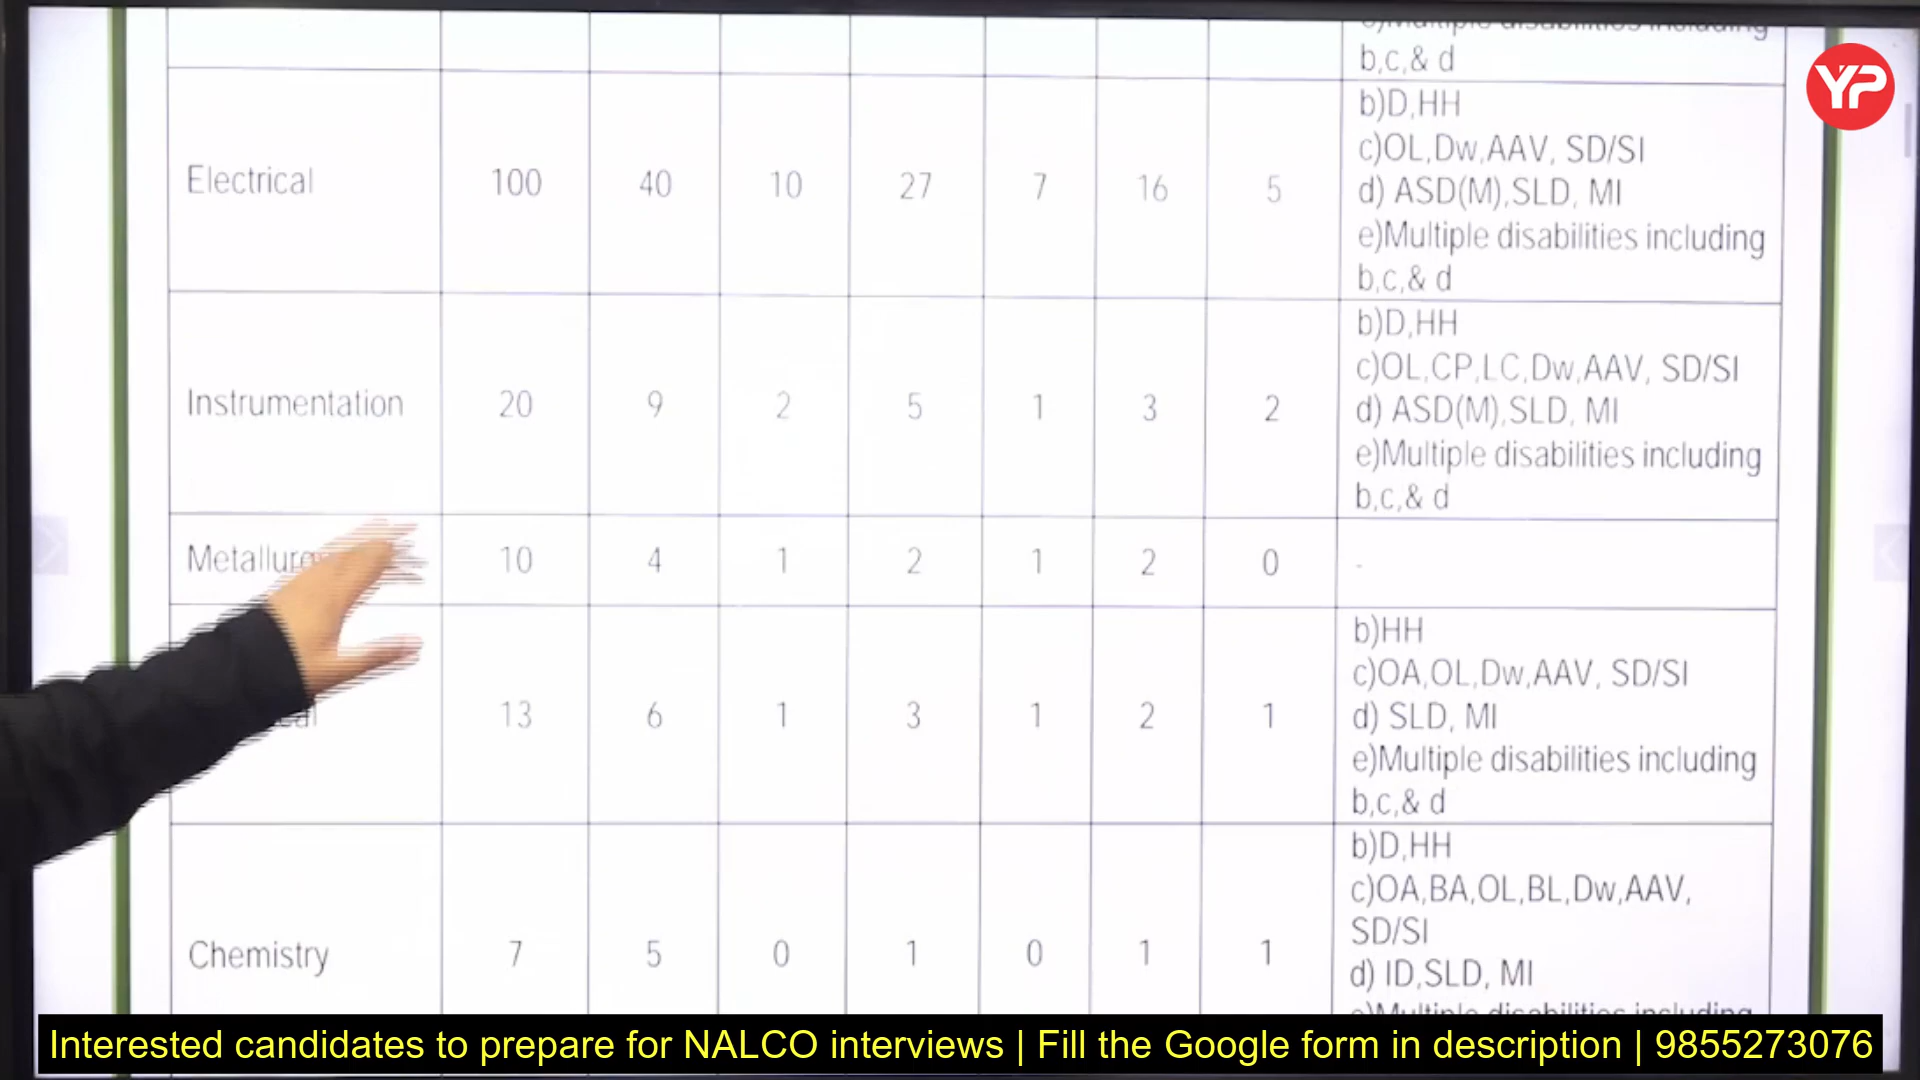 b,c,& d
Electrical 100 40 10 27 7 16 5
b)D,HH
c)OL,Dw,AAV, SD/SI
d) ASD(M),SLD, MI
e)Multiple disabilities including
b,c,& d
Instrumentation 20 9 2 5 1 3 2
b)D,HH
c)OL,CP,LC,Dw,AAV, SD/SI
d) ASD(M),SLD, MI
e)Multiple disabilities including
b,c,& d
10 4 1 2 1 2 0 -
13 6 1 3 1 2 1
b)HH
c)OA,OL,Dw,AAV, SD/SI
d) SLD, MI
e)Multiple disabilities including
b,c,& d
Chemistry 7 5 0 1 0 1 1
b)D,HH
c)OA,BA,OL,BL,Dw,AAV,
SD/SI
d) ID,SLD, MI
YP
Interested candidates to prepare for NALCO interviews | Fill the Google form in description | 9855273076